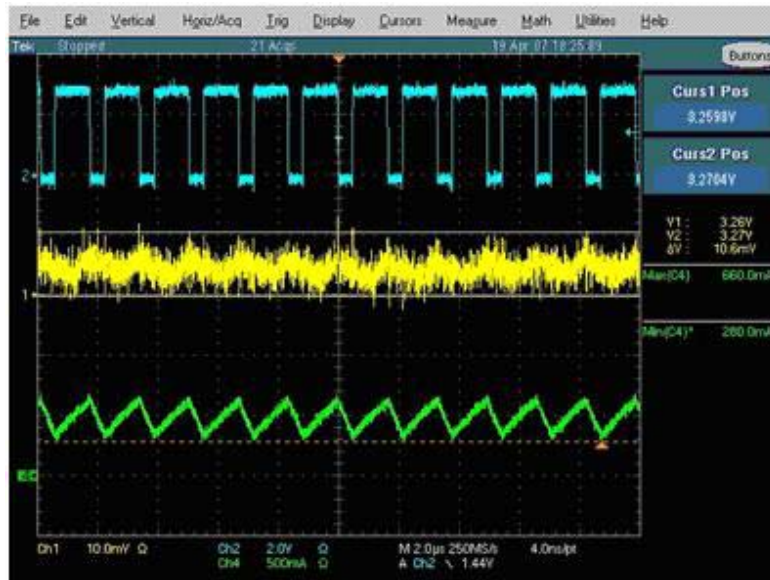 File Edit Vertical Horiz/Acq Trig Display Cursors Measure Math Utilities Help
Tek Stopped 21 Acqs 19 Apr 07
Buttons
Curs1 Pos
3.2598V
Curs2 Pos
3.2704V
V1: 3.26V
V2: 3.27V
δV: 10.6mV
Max(C4) 660.0mA
Min(C4)* 280.0mA
2
1
Ch1 10.0mV Ω Ch2 2.0V Ω M 2.0µs 250MS/s 4.0ns/pt
Ch4 500mA Ω A Ch2 \ 1.44V